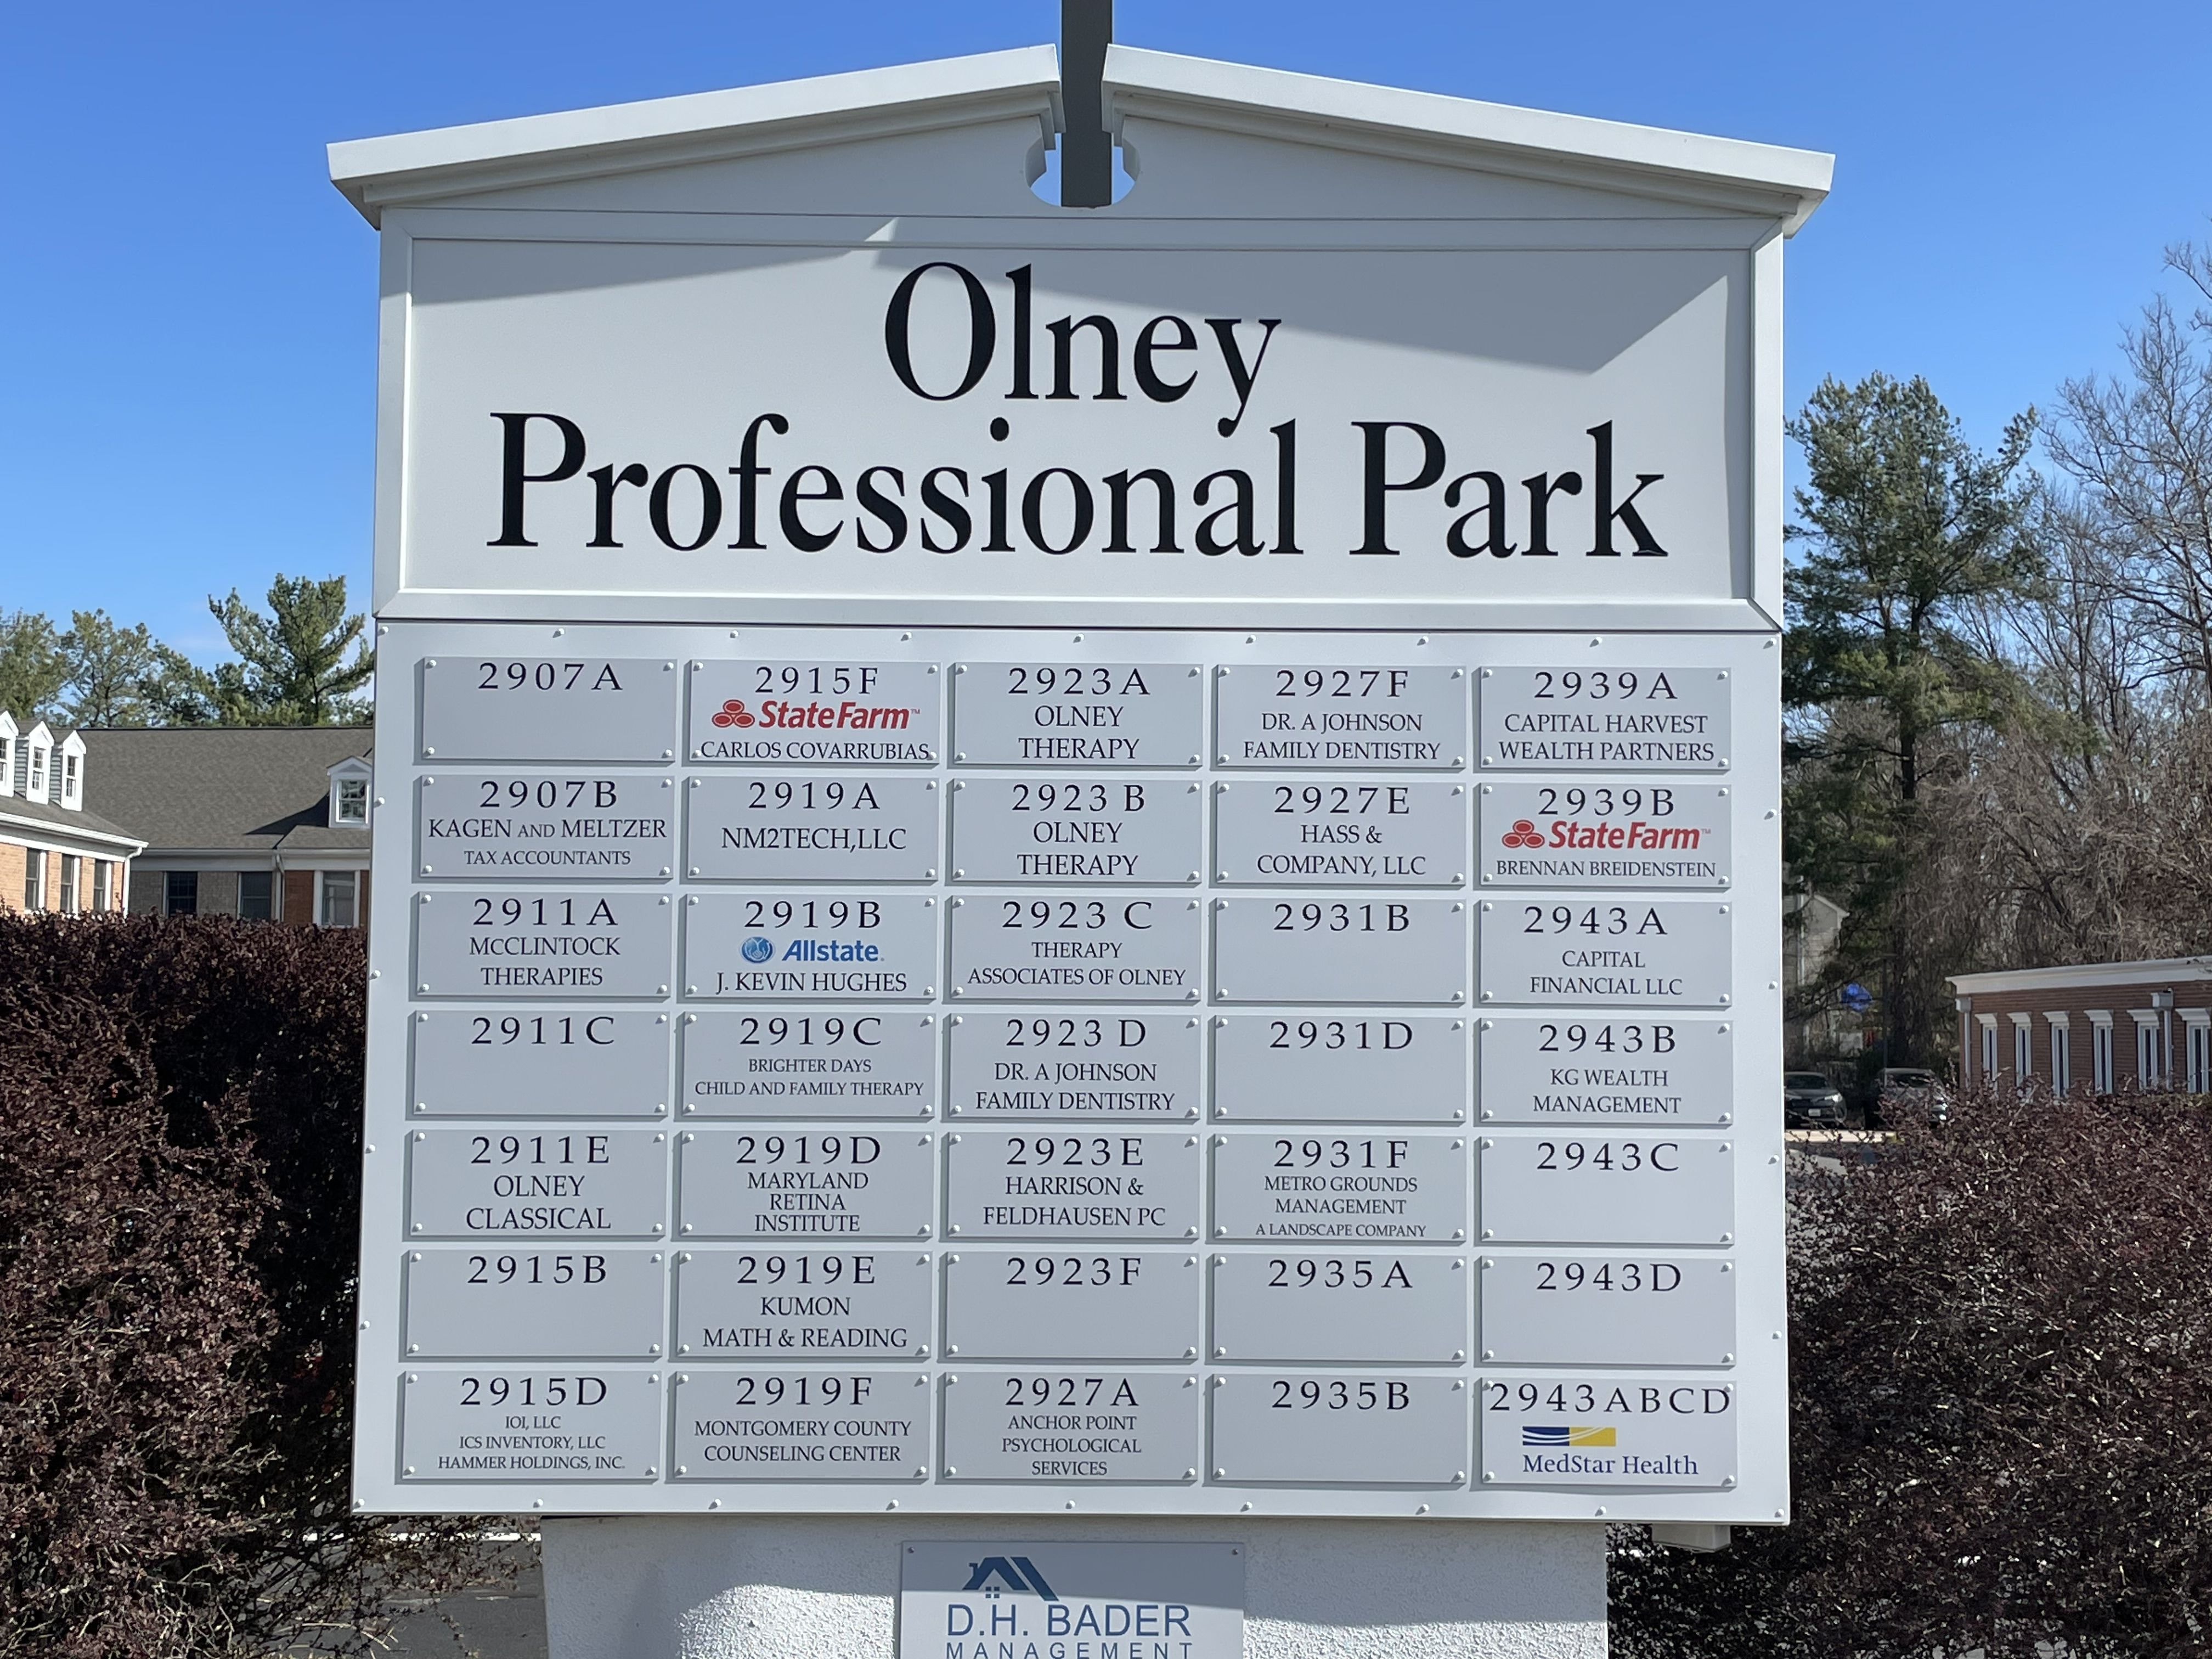 Olney
Professional Park
2907A
2907B
KAGEN AND MELTZER
TAX ACCOUNTANTS
2911A
McCLINTOCK
THERAPIES
2911C
2911E
OLNEY
CLASSICAL
2915B
2915D
IOI, LLC
ICS INVENTORY, LLC
HAMMER HOLDINGS, INC.
2915F
StateFarm™
CARLOS COVARRUBIAS
2919A
NM2TECH,LLC
2919B
Allstate.
J. KEVIN HUGHES
2919C
BRIGHTER DAYS
CHILD AND FAMILY THERAPY
2919D
MARYLAND
RETINA
INSTITUTE
2919E
KUMON
MATH & READING
2919F
MONTGOMERY COUNTY
COUNSELING CENTER
2923A
OLNEY
THERAPY
2923 B
OLNEY
THERAPY
2923 C
THERAPY
ASSOCIATES OF OLNEY
2923 D
DR. A JOHNSON
FAMILY DENTISTRY
2923E
HARRISON &
FELDHAUSEN PC
2923F
2927A
ANCHOR POINT
PSYCHOLOGICAL
SERVICES
2927F
DR. A JOHNSON
FAMILY DENTISTRY
2927E
HASS &
COMPANY, LLC
2931B
2931D
2931F
METRO GROUNDS
MANAGEMENT
A LANDSCAPE COMPANY
2935A
2935B
2939A
CAPITAL HARVEST
WEALTH PARTNERS
2939B
StateFarm™
BRENNAN BREIDENSTEIN
2943A
CAPITAL
FINANCIAL LLC
2943B
KG WEALTH
MANAGEMENT
2943C
2943D
2943ABCD
MedStar Health
D.H. BADER
MANAGEMENT